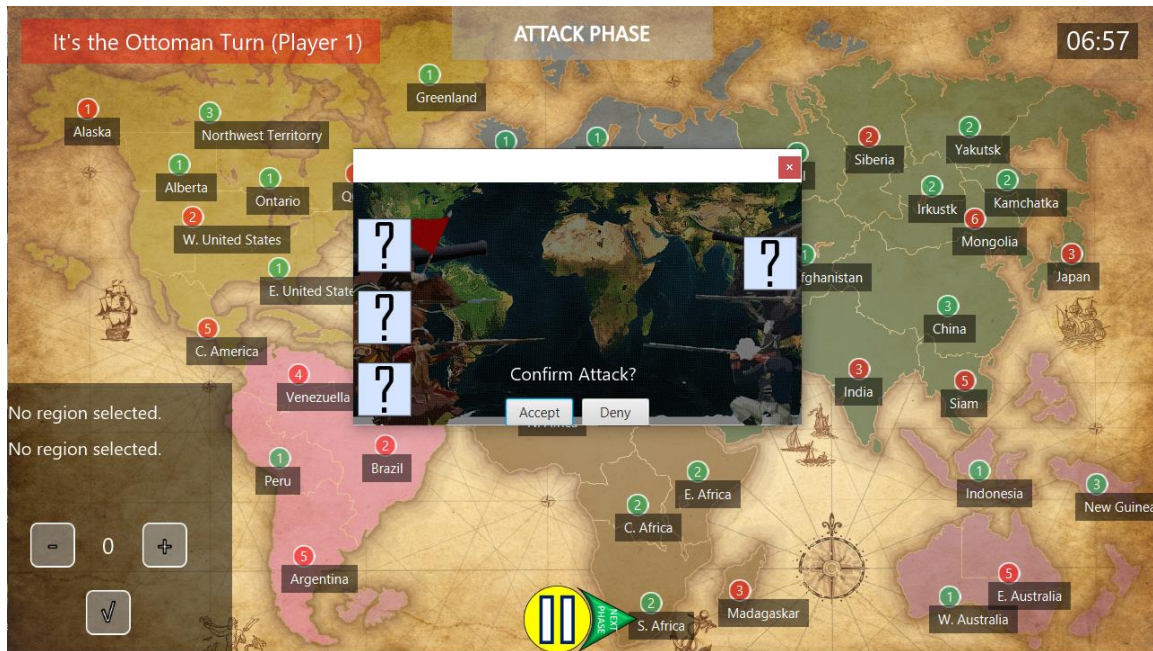 It's the Ottoman Turn (Player 1)
ATTACK PHASE
06:57
1
Greenland
1
Alaska
3
Northwest Territorry
1
1
2
Siberia
2
Yakutsk
1
Alberta
1
Ontario
×
2
Irkustk
2
Kamchatka
2
W. United States
6
Mongolia
?
?
1
E. United State
1
fghanistan
3
Japan
?
3
China
5
C. America
4
Venezuella
Confirm Attack?
3
India
5
Siam
?
Accept
Deny
No region selected.
No region selected.
2
Brazil
1
Peru
2
E. Africa
1
Indonesia
3
New Guinea
2
C. Africa
-
0
+
5
Argentina
√
3
Madagaskar
2
S. Africa
NEXT
PHASE
5
E. Australia
1
W. Australia